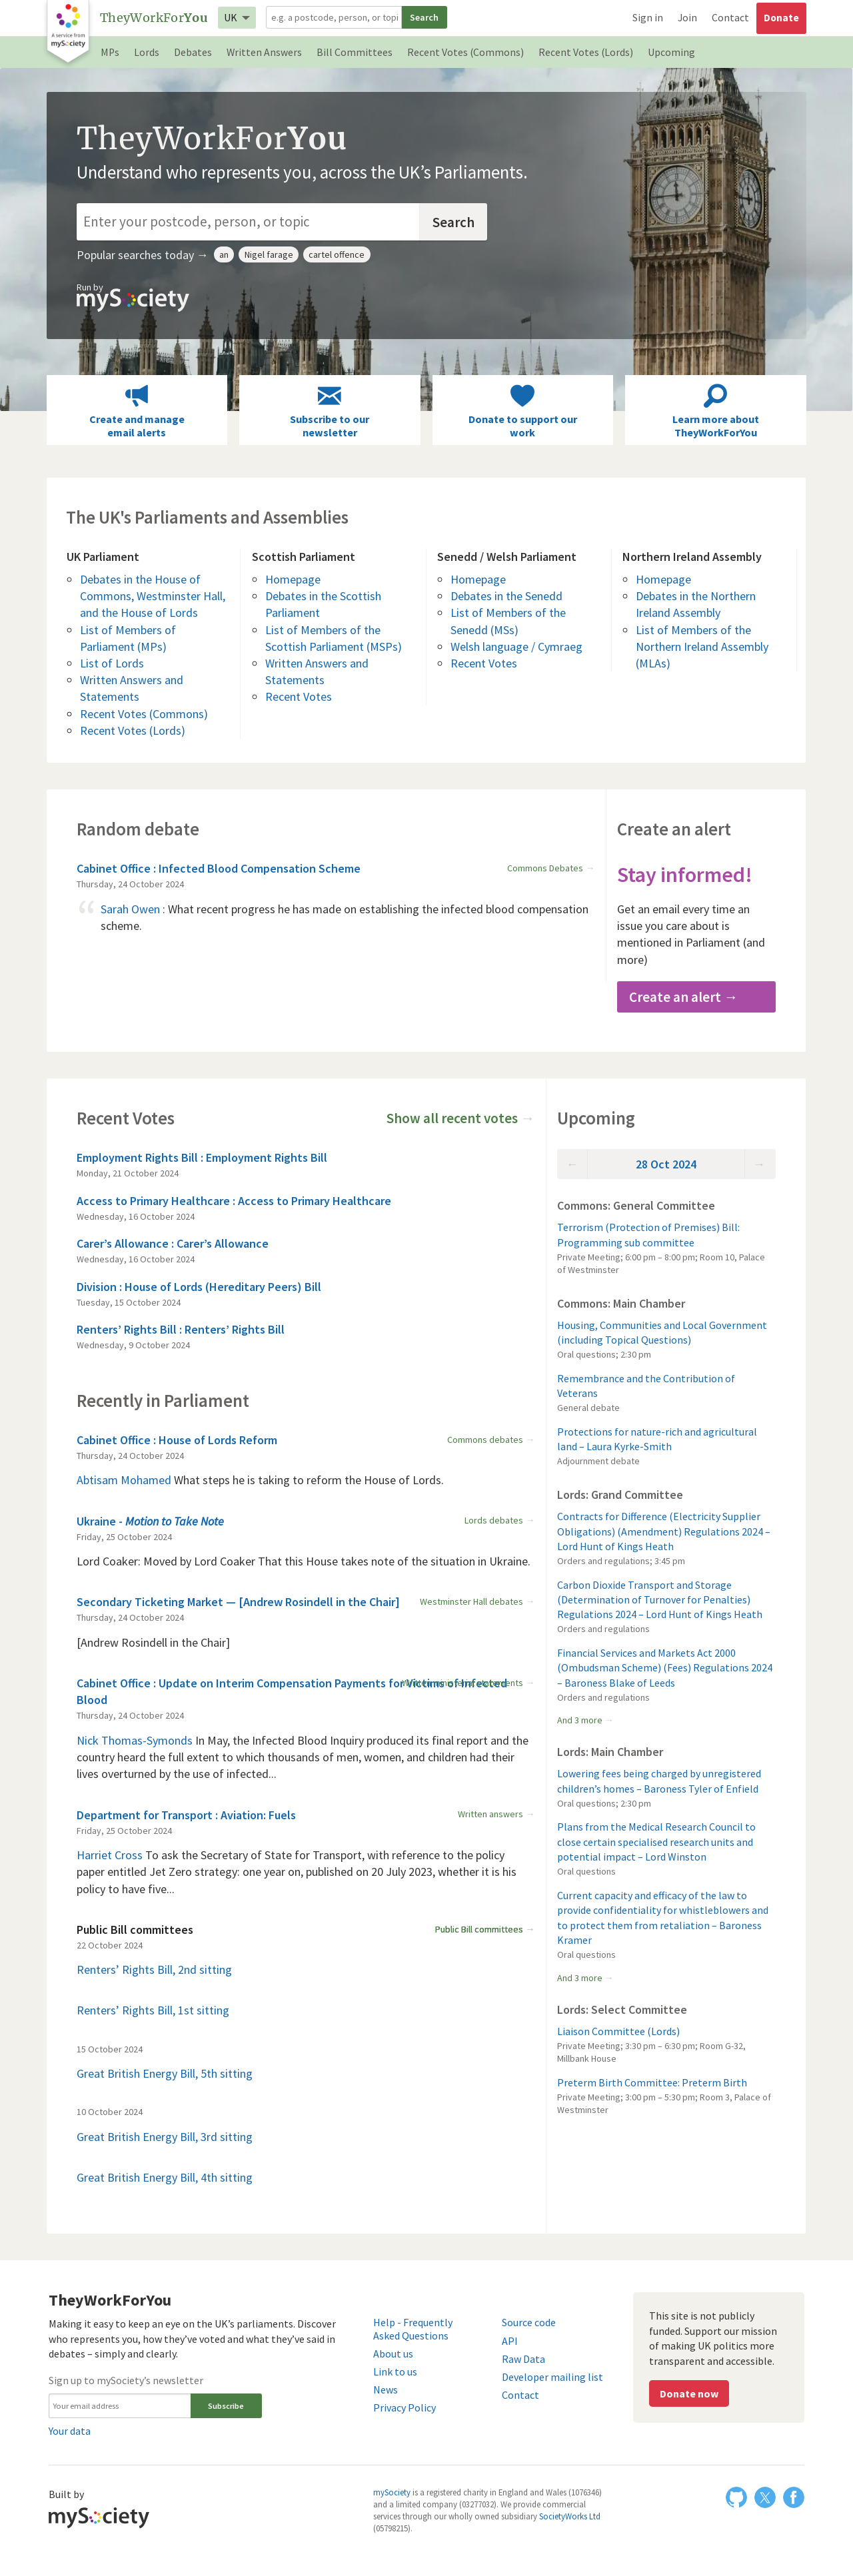 A service from
mySociety
TheyWorkForYou
UK
e.g. a postcode, person, or topi
Search
Sign in
Join
Contact
Donate
MPs
Lords
Debates
Written Answers
Bill Committees
Recent Votes (Commons)
Recent Votes (Lords)
Upcoming
TheyWorkForYou
Understand who represents you, across the UK’s Parliaments.
Enter your postcode, person, or topic
Search
Popular searches today →
an
Nigel farage
cartel offence
Run by
mySociety
Create and manage
email alerts
Subscribe to our
newsletter
Donate to support our
work
Learn more about
TheyWorkForYou
The UK's Parliaments and Assemblies
UK Parliament
Debates in the House of
Commons, Westminster Hall,
and the House of Lords
List of Members of
Parliament (MPs)
List of Lords
Written Answers and
Statements
Recent Votes (Commons)
Recent Votes (Lords)
Scottish Parliament
Homepage
Debates in the Scottish
Parliament
List of Members of the
Scottish Parliament (MSPs)
Written Answers and
Statements
Recent Votes
Senedd / Welsh Parliament
Homepage
Debates in the Senedd
List of Members of the
Senedd (MSs)
Welsh language / Cymraeg
Recent Votes
Northern Ireland Assembly
Homepage
Debates in the Northern
Ireland Assembly
List of Members of the
Northern Ireland Assembly
(MLAs)
Random debate
Cabinet Office : Infected Blood Compensation Scheme
Commons Debates →
Thursday, 24 October 2024
“ Sarah Owen : What recent progress he has made on establishing the infected blood compensation
scheme.
Create an alert
Stay informed!
Get an email every time an
issue you care about is
mentioned in Parliament (and
more)
Create an alert →
Recent Votes
Show all recent votes →
Employment Rights Bill : Employment Rights Bill
Monday, 21 October 2024
Access to Primary Healthcare : Access to Primary Healthcare
Wednesday, 16 October 2024
Carer’s Allowance : Carer’s Allowance
Wednesday, 16 October 2024
Division : House of Lords (Hereditary Peers) Bill
Tuesday, 15 October 2024
Renters’ Rights Bill : Renters’ Rights Bill
Wednesday, 9 October 2024
Recently in Parliament
Cabinet Office : House of Lords Reform
Commons debates →
Thursday, 24 October 2024
Abtisam Mohamed What steps he is taking to reform the House of Lords.
Ukraine - Motion to Take Note
Lords debates →
Friday, 25 October 2024
Lord Coaker: Moved by Lord Coaker That this House takes note of the situation in Ukraine.
Secondary Ticketing Market — [Andrew Rosindell in the Chair]
Westminster Hall debates →
Thursday, 24 October 2024
[Andrew Rosindell in the Chair]
Cabinet Office : Update on Interim Compensation Payments for Victims of Infected
Blood
Thursday, 24 October 2024
Nick Thomas-Symonds In May, the Infected Blood Inquiry produced its final report and the
country heard the full extent to which thousands of men, women, and children had their
lives overturned by the use of infected...
Department for Transport : Aviation: Fuels
Written answers →
Friday, 25 October 2024
Harriet Cross To ask the Secretary of State for Transport, with reference to the policy
paper entitled Jet Zero strategy: one year on, published on 20 July 2023, whether it is his
policy to have five...
Public Bill committees
Public Bill committees →
22 October 2024
Renters’ Rights Bill, 2nd sitting
Renters’ Rights Bill, 1st sitting
15 October 2024
Great British Energy Bill, 5th sitting
10 October 2024
Great British Energy Bill, 3rd sitting
Great British Energy Bill, 4th sitting
Upcoming
← 28 Oct 2024 →
Commons: General Committee
Terrorism (Protection of Premises) Bill:
Programming sub committee
Private Meeting; 6:00 pm – 8:00 pm; Room 10, Palace
of Westminster
Commons: Main Chamber
Housing, Communities and Local Government
(including Topical Questions)
Oral questions; 2:30 pm
Remembrance and the Contribution of
Veterans
General debate
Protections for nature-rich and agricultural
land – Laura Kyrke-Smith
Adjournment debate
Lords: Grand Committee
Contracts for Difference (Electricity Supplier
Obligations) (Amendment) Regulations 2024 –
Lord Hunt of Kings Heath
Orders and regulations; 3:45 pm
Carbon Dioxide Transport and Storage
(Determination of Turnover for Penalties)
Regulations 2024 – Lord Hunt of Kings Heath
Orders and regulations
Financial Services and Markets Act 2000
(Ombudsman Scheme) (Fees) Regulations 2024
– Baroness Blake of Leeds
Orders and regulations
And 3 more →
Lords: Main Chamber
Lowering fees being charged by unregistered
children’s homes – Baroness Tyler of Enfield
Oral questions; 2:30 pm
Plans from the Medical Research Council to
close certain specialised research units and
potential impact – Lord Winston
Oral questions
Current capacity and efficacy of the law to
provide confidentiality for whistleblowers and
to protect them from retaliation – Baroness
Kramer
Oral questions
And 3 more →
Lords: Select Committee
Liaison Committee (Lords)
Private Meeting; 3:30 pm – 6:30 pm; Room G-32,
Millbank House
Preterm Birth Committee: Preterm Birth
Private Meeting; 3:00 pm – 5:30 pm; Room 3, Palace of
Westminster
TheyWorkForYou
Making it easy to keep an eye on the UK’s parliaments. Discover
who represents you, how they’ve voted and what they’ve said in
debates – simply and clearly.
Sign up to mySociety’s newsletter
Your email address
Subscribe
Your data
Help - Frequently
Asked Questions
About us
Link to us
News
Privacy Policy
Source code
API
Raw Data
Developer mailing list
Contact
This site is not publicly
funded. Support our mission
of making UK politics more
transparent and accessible.
Donate now
Built by
mySociety
mySociety is a registered charity in England and Wales (1076346)
and a limited company (03277032). We provide commercial
services through our wholly owned subsidiary SocietyWorks Ltd
(05798215).